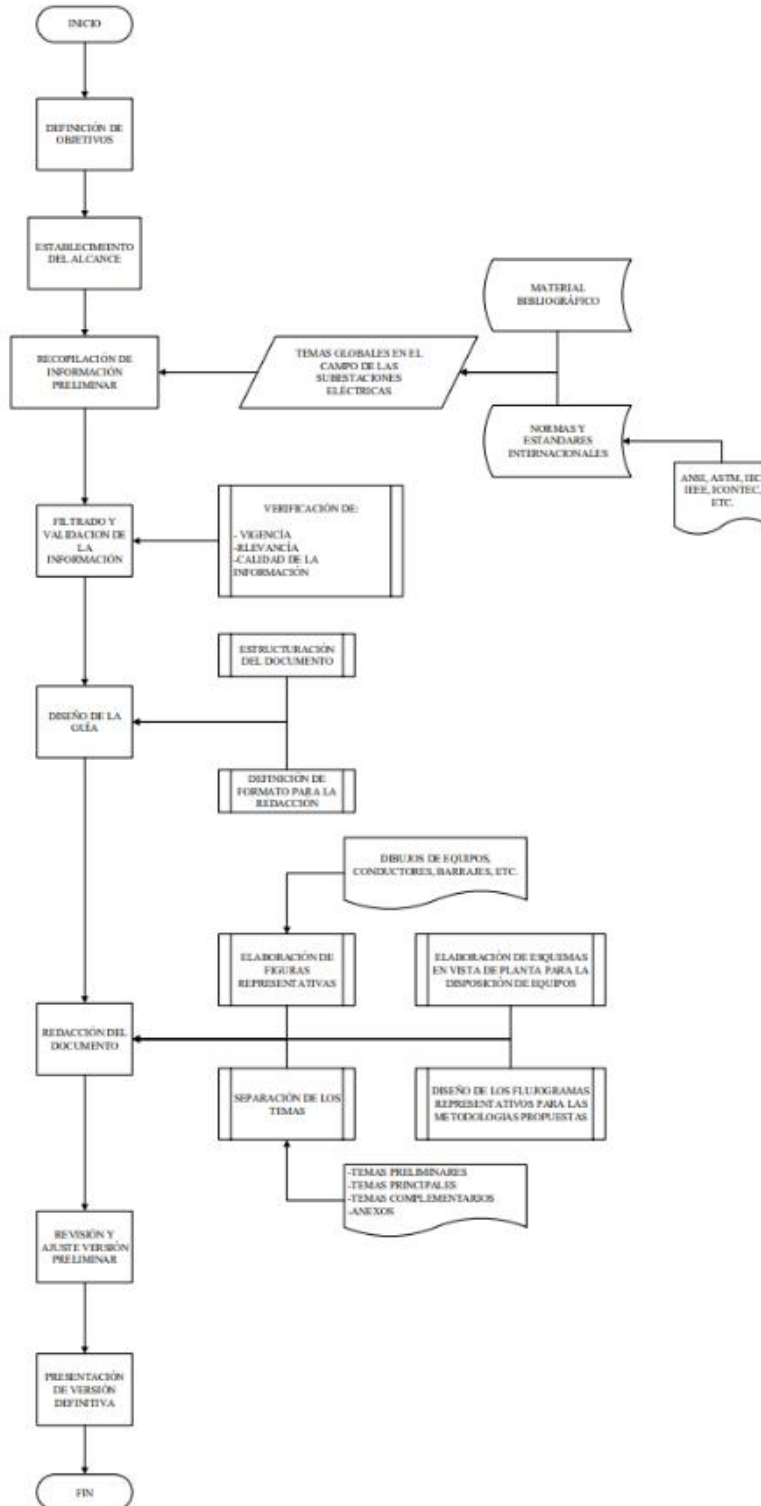 INICIO
DEFINICIÓN DE
OBJETIVOS
ESTABLECIMIENTO
DEL ALCANCE
MATERIAL
BIBLIOGRÁFICO
RECOPILACIÓN DE
INFORMACIÓN
PRELIMINAR
TEMAS GLOBALES EN EL
CAMPO DE LAS
SUBESTACIONES
ELÉCTRICAS
NORMAS Y
ESTANDARES
INTERNACIONALES
ANSI, ASTM, IEC
IEEE, ICONTEC,
ETC.
FILTRADO Y
VALIDACION DE
LA
INFORMACIÓN
VERIFICACIÓN DE:
- VIGENCÍA
-RLEVANCÍA
-CALIDAD DE LA
INFORMACIÓN
ESTRUCTURACIÓN
DEL DOCUMENTO
DISEÑO DE LA
GUÍA
DEFINICIÓN DE
FORMATO PARA LA
REDACCIÓN
DIBUJOS DE EQUIPOS,
CONDUCTORES, BARRAJES, ETC.
ELABORACIÓN DE
FIGURAS
REPRESENTATIVAS
ELABORACIÓN DE ESQUEMAS
EN VISTA DE PLANTA PARA LA
DISPOSICIÓN DE EQUIPOS
REDACCIÓN DEL
DOCUMENTO
SEPARACIÓN DE LOS
TEMAS
DISEÑO DE LOS FLUJOGRAMAS
REPRESENTATIVOS PARA LAS
METODOLOGÍAS PROPUESTAS
-TEMAS PRELIMINARES
-TEMAS PRINCIPALES
-TEMAS COMPLEMENTARIOS
-ANEXOS
REVISIÓN Y
AJUSTE VERSIÓN
PRELIMINAR
PRESENTACIÓN
DE VERSIÓN
DEFINITIVA
FIN